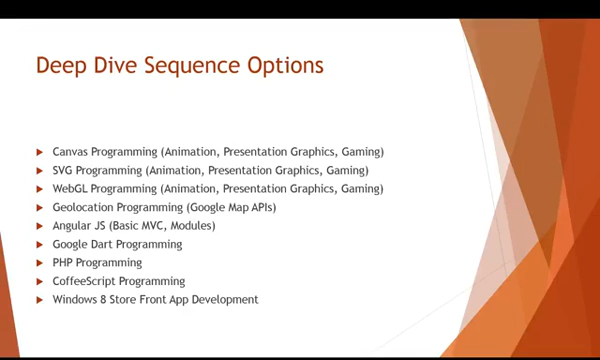 Deep Dive Sequence Options
Canvas Programming (Animation, Presentation Graphics, Gaming)
SVG Programming (Animation, Presentation Graphics, Gaming)
WebGL Programming (Animation, Presentation Graphics, Gaming)
Geolocation Programming (Google Map APIs)
Angular JS (Basic MVC, Modules)
Google Dart Programming
PHP Programming
CoffeeScript Programming
Windows 8 Store Front App Development